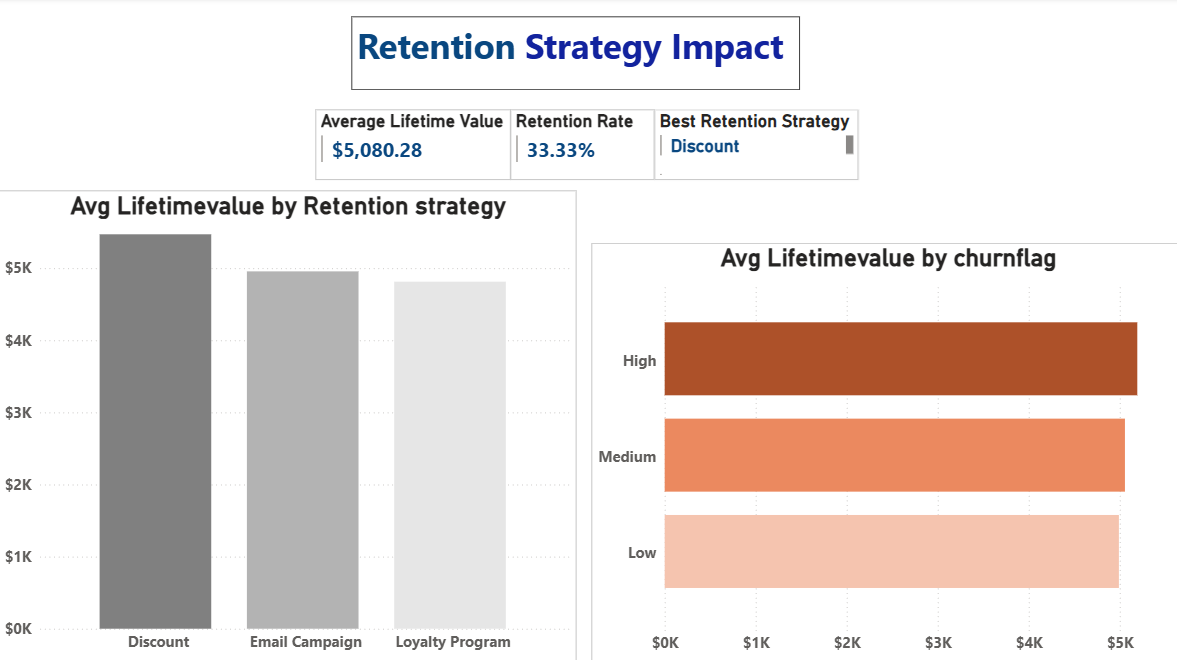 Retention Strategy Impact
Average Lifetime Value
$5,080.28
Retention Rate
33.33%
Best Retention Strategy
Discount
Avg Lifetimevalue by Retention strategy
$5K
$4K
$3K
$2K
$1K
$0K
Discount Email Campaign Loyalty Program
Avg Lifetimevalue by churnflag
High
Medium
Low
$0K $1K $2K $3K $4K $5K